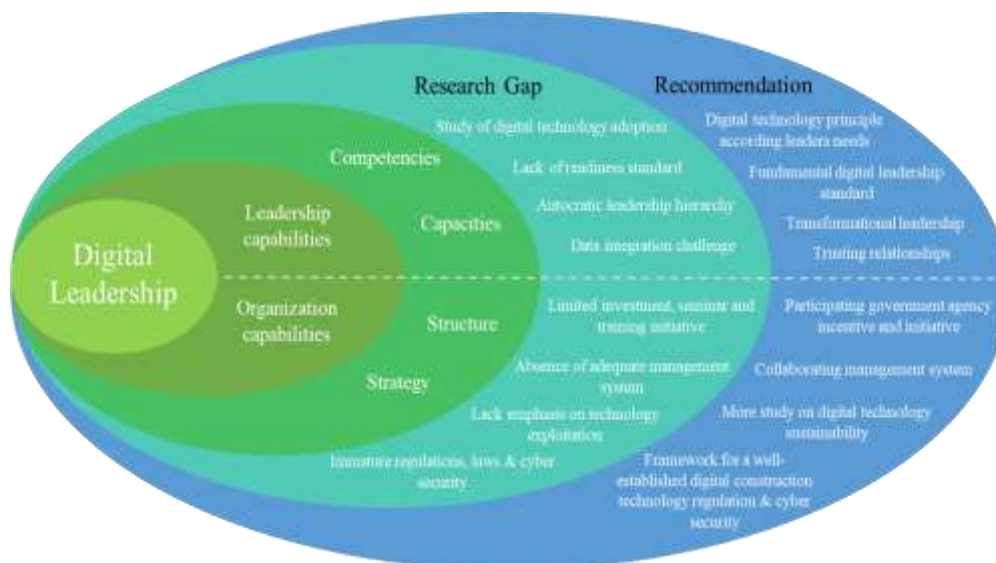 Digital
Leadership
Leadership
capabilities
Organization
capabilities
Competencies
Capacities
Structure
Strategy
Research Gap
Study of digital technology adoption
Lack of readiness standard
Autocratic leadership hierarchy
Data integration challenge
Limited investment, seminar and
training initiative
Absence of adequate management
system
Lack emphasis on technology
exploitation
Immature regulations, laws & cyber
security
Recommendation
Digital technology principle
according leaders needs
Fundamental digital leadership
standard
Transformational leadership
Trusting relationships
Participating government agency
incentive and initiative
Collaborating management system
More study on digital technology
sustainability
Framework for a well-
established digital construction
technology regulation & cyber
security